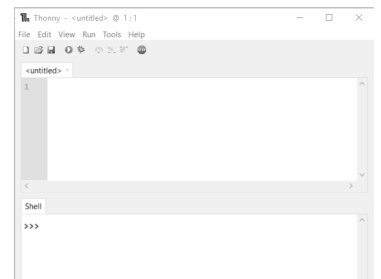 Thonny - <untitled> @ 1:1
File Edit View Run Tools Help
<untitled>
1
Shell
>>>